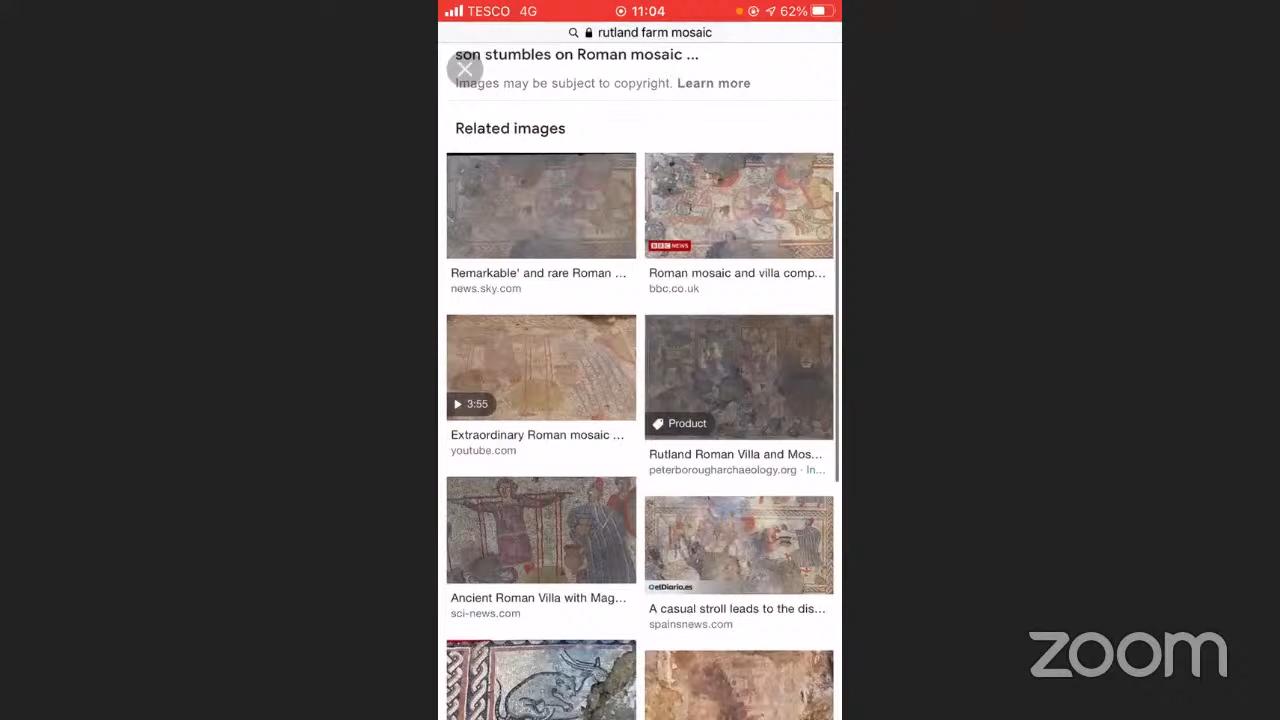 TESCO 4G 11:04 62%
rutland farm mosaic
son stumbles on Roman mosaic ...
Images may be subject to copyright. Learn more
Related images
BBC NEWS
Remarkable' and rare Roman ...
news.sky.com
Roman mosaic and villa comp...
bbc.co.uk
3:55
Extraordinary Roman mosaic ...
youtube.com
Product
Rutland Roman Villa and Mos...
peterborougharchaeology.org · In...
Ancient Roman Villa with Mag...
sci-news.com
elDiario.es
A casual stroll leads to the dis...
spainsnews.com
zoom